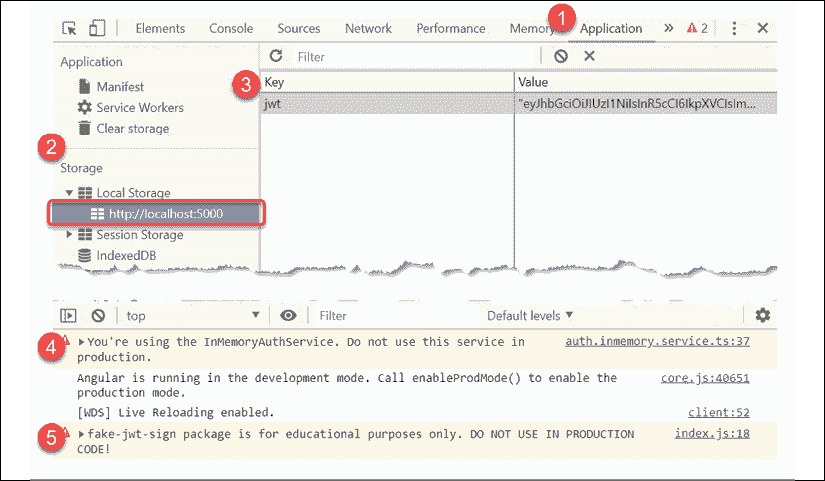 Elements Console Sources Network Performance Memory 1 Application » 2
Application
Filter
Manifest
3 Key Value
Service Workers
jwt "eyJhbGciOiJIUzI1NiIsInR5cCI6IkpXVCIsIm...
Clear storage
2
Storage
Local Storage
http://localhost:5000
Session Storage
IndexedDB
top Filter Default levels
4 You're using the InMemoryAuthService. Do not use this service in auth.inmemory.service.ts:37
production.
Angular is running in the development mode. Call enableProdMode() to enable the core.js:40651
production mode.
[WDS] Live Reloading enabled. client:52
5 fake-jwt-sign package is for educational purposes only. DO NOT USE IN PRODUCTION index.js:18
CODE!